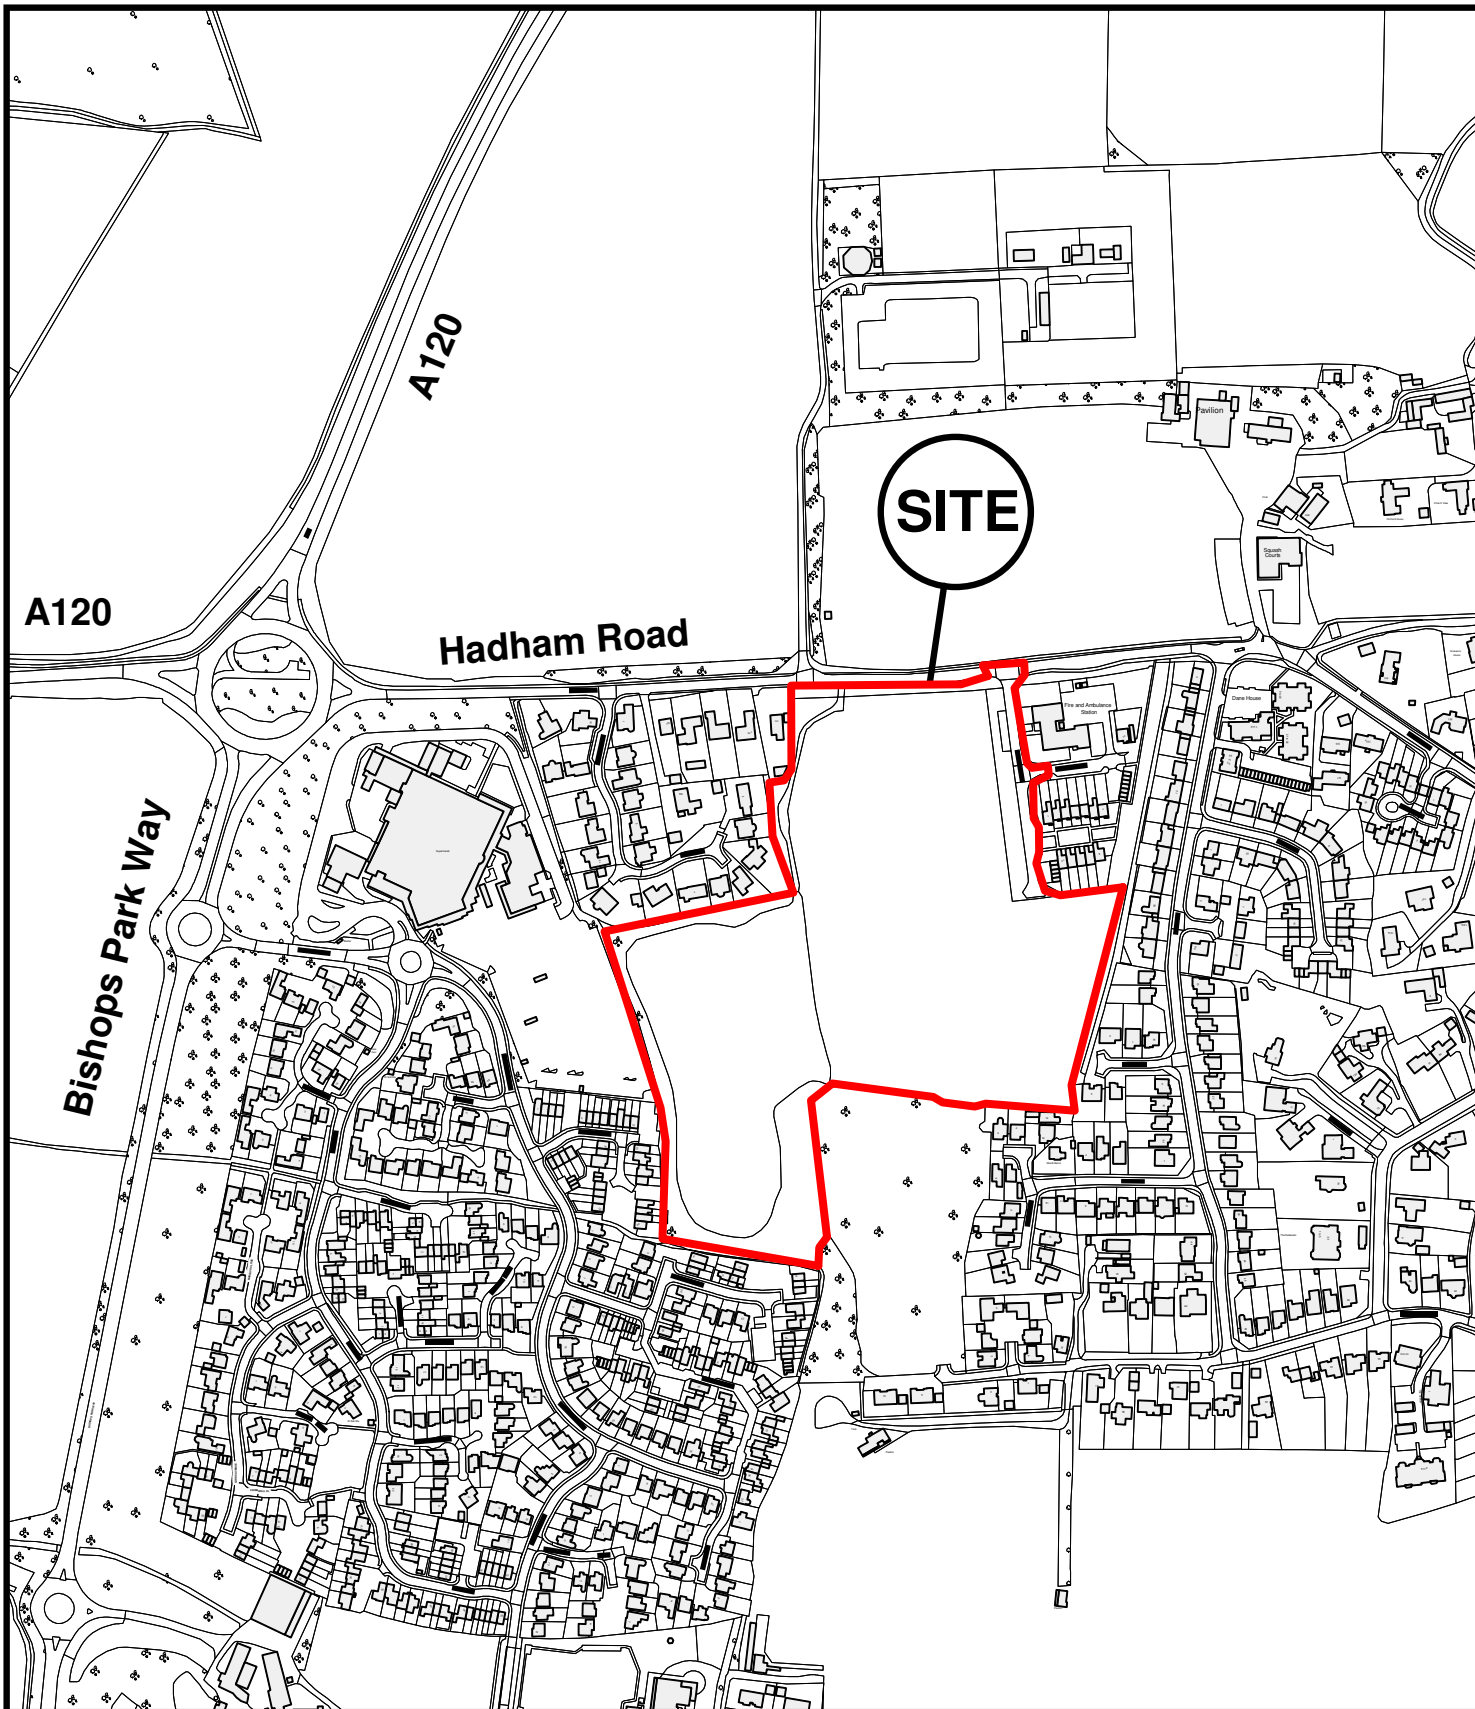 A120
Pavilion
SITE
Squash
Courts
A120
Hadham Road
Dane House
Fire and Ambulance
Station
Bishops Park Way